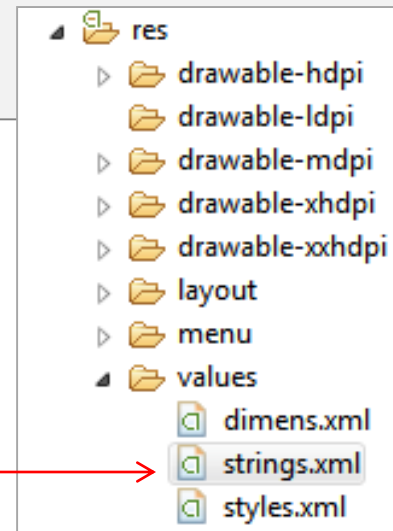 res
drawable-hdpi
drawable-ldpi
drawable-mdpi
drawable-xhdpi
drawable-xxhdpi
layout
menu
values
dimens.xml
strings.xml
styles.xml